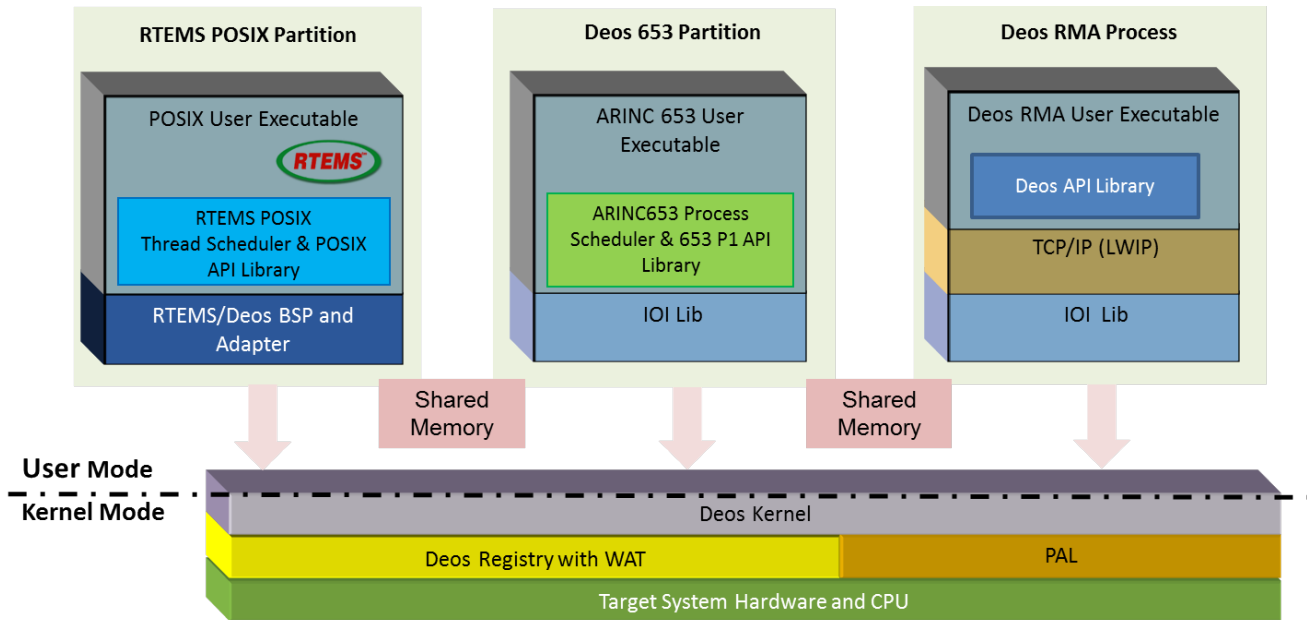 RTEMS POSIX Partition
POSIX User Executable
RTEMS™
RTEMS POSIX
Thread Scheduler & POSIX
API Library
RTEMS/Deos BSP and
Adapter
Deos 653 Partition
ARINC 653 User
Executable
ARINC653 Process
Scheduler & 653 P1 API
Library
IOI Lib
Deos RMA Process
Deos RMA User Executable
Deos API Library
TCP/IP (LWIP)
IOI Lib
Shared
Memory
Shared
Memory
User Mode
Kernel Mode
Deos Kernel
Deos Registry with WAT
PAL
Target System Hardware and CPU